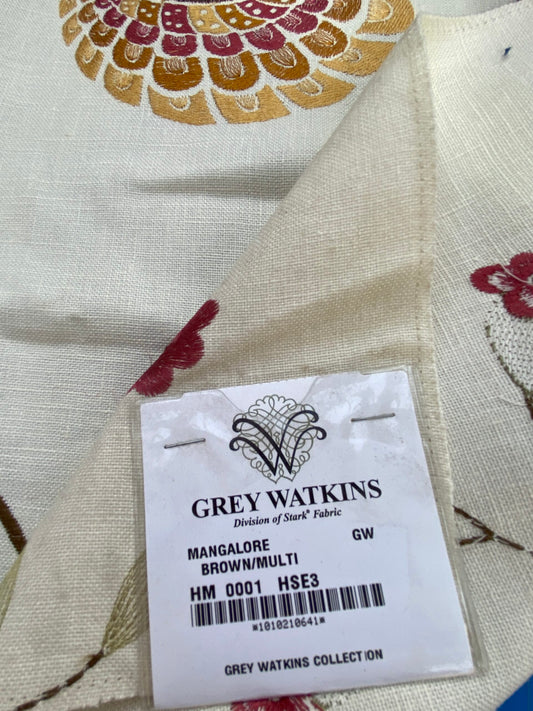 GREY WATKINS
Division of Stark® Fabric
MANGALORE GW
BROWN/MULTI
HM 0001 HSE3
*1010210641*
GREY WATKINS COLLECTION